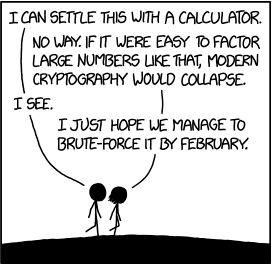 I CAN SETTLE THIS WITH A CALCULATOR.
NO WAY. IF IT WERE EASY TO FACTOR
LARGE NUMBERS LIKE THAT, MODERN
CRYPTOGRAPHY WOULD COLLAPSE.
I SEE.
I JUST HOPE WE MANAGE TO
BRUTE-FORCE IT BY FEBRUARY.